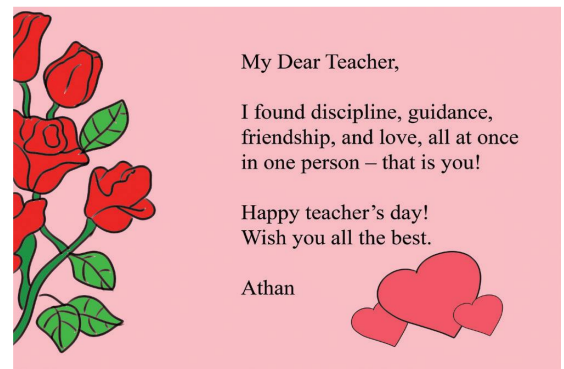 My Dear Teacher,
I found discipline, guidance,
friendship, and love, all at once
in one person – that is you!
Happy teacher’s day!
Wish you all the best.
Athan